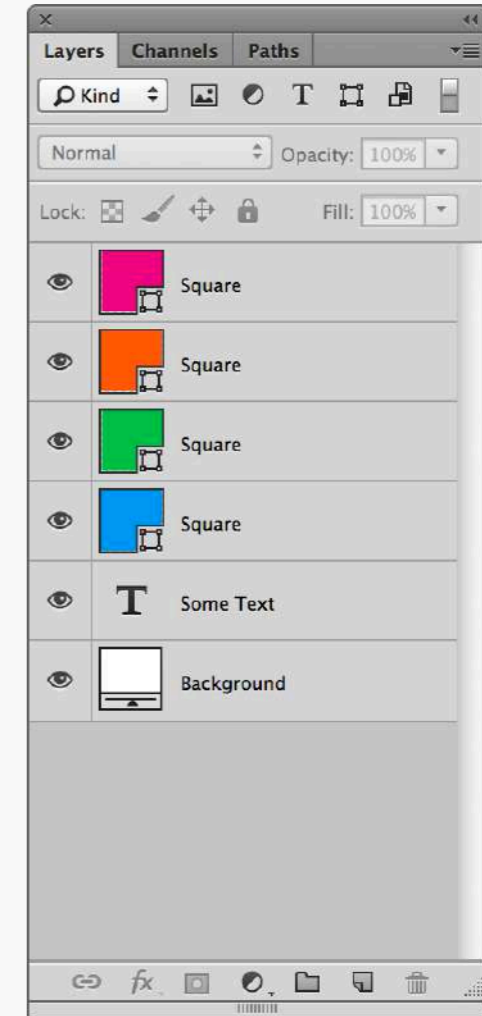 Layers Channels Paths
Kind T
Normal Opacity: 100%
Lock: Fill: 100%
Square
Square
Square
Square
T Some Text
Background
fx